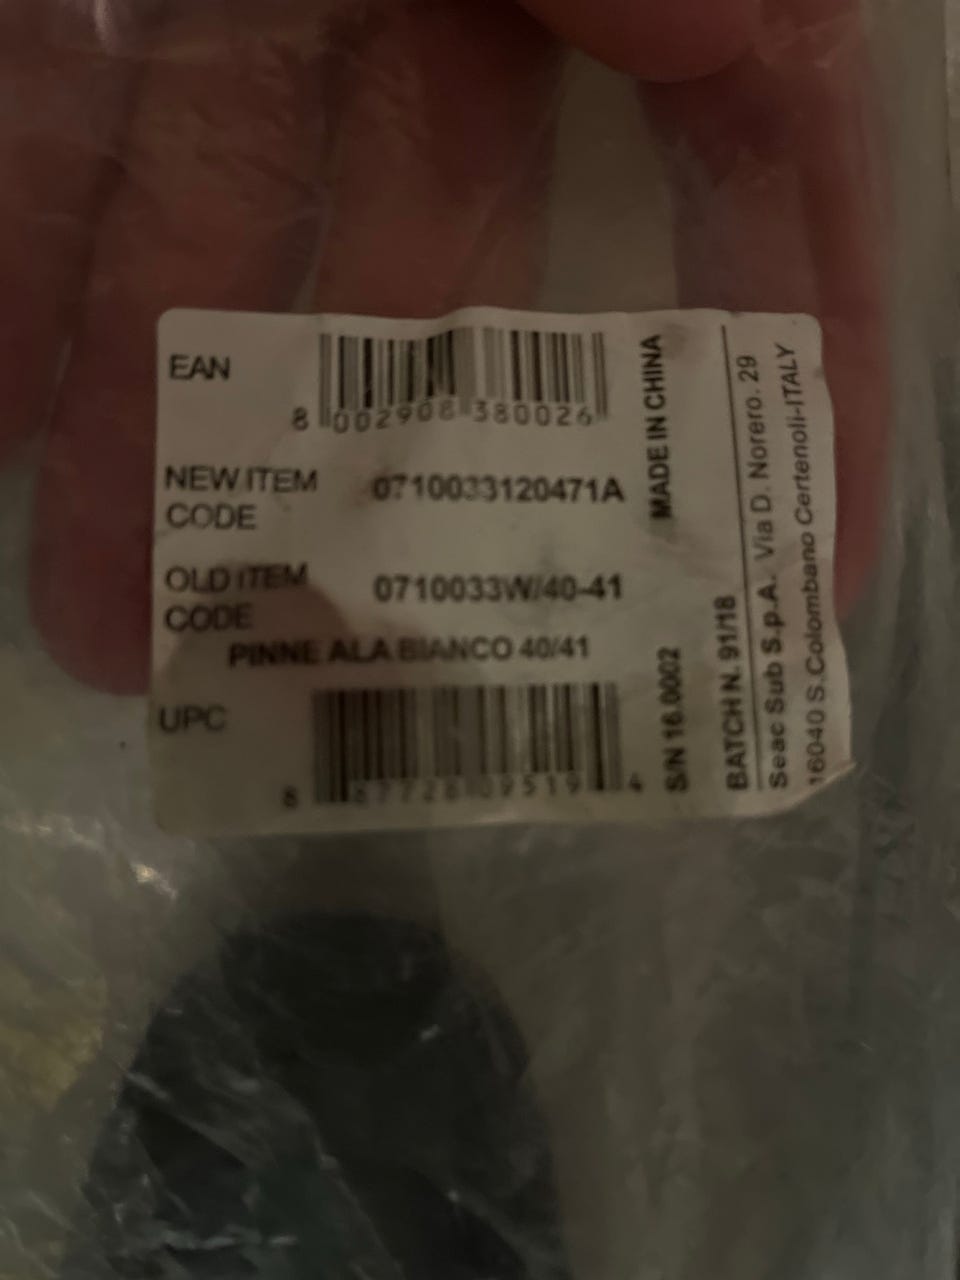 EAN
8 002908 380026
NEW ITEM CODE 0710033120471A
OLD ITEM CODE 0710033W/40-41
PINNE ALA BIANCO 40/41
UPC
8 67728 09519 4
MADE IN CHINA
S/N 16.0002
BATCH N. 91/18
Seac Sub S.p.A. Via D. Norero. 29
16040 S.Colombano Certenoli-ITALY